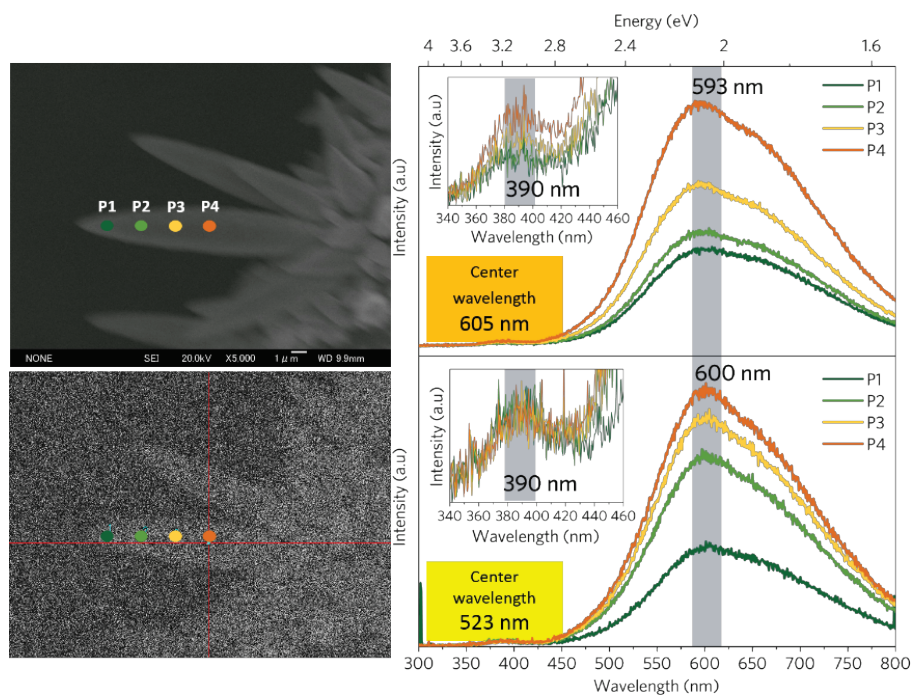 P1 P2 P3 P4
NONE SEI 20.0kV X5.000 1 μm WD 9.9mm
Energy (eV)
4 3.6 3.2 2.8 2.4 2 1.6
593 nm
P1
P2
P3
P4
Intensity (a.u)
390 nm
340 360 380 400 420 440 460
Wavelength (nm)
Intensity (a.u)
Center
wavelength
605 nm
600 nm
P1
P2
P3
P4
Intensity (a.u)
390 nm
340 360 380 400 420 440 460
Wavelength (nm)
Intensity (a.u)
Center
wavelength
523 nm
300 350 400 450 500 550 600 650 700 750 800
Wavelength (nm)